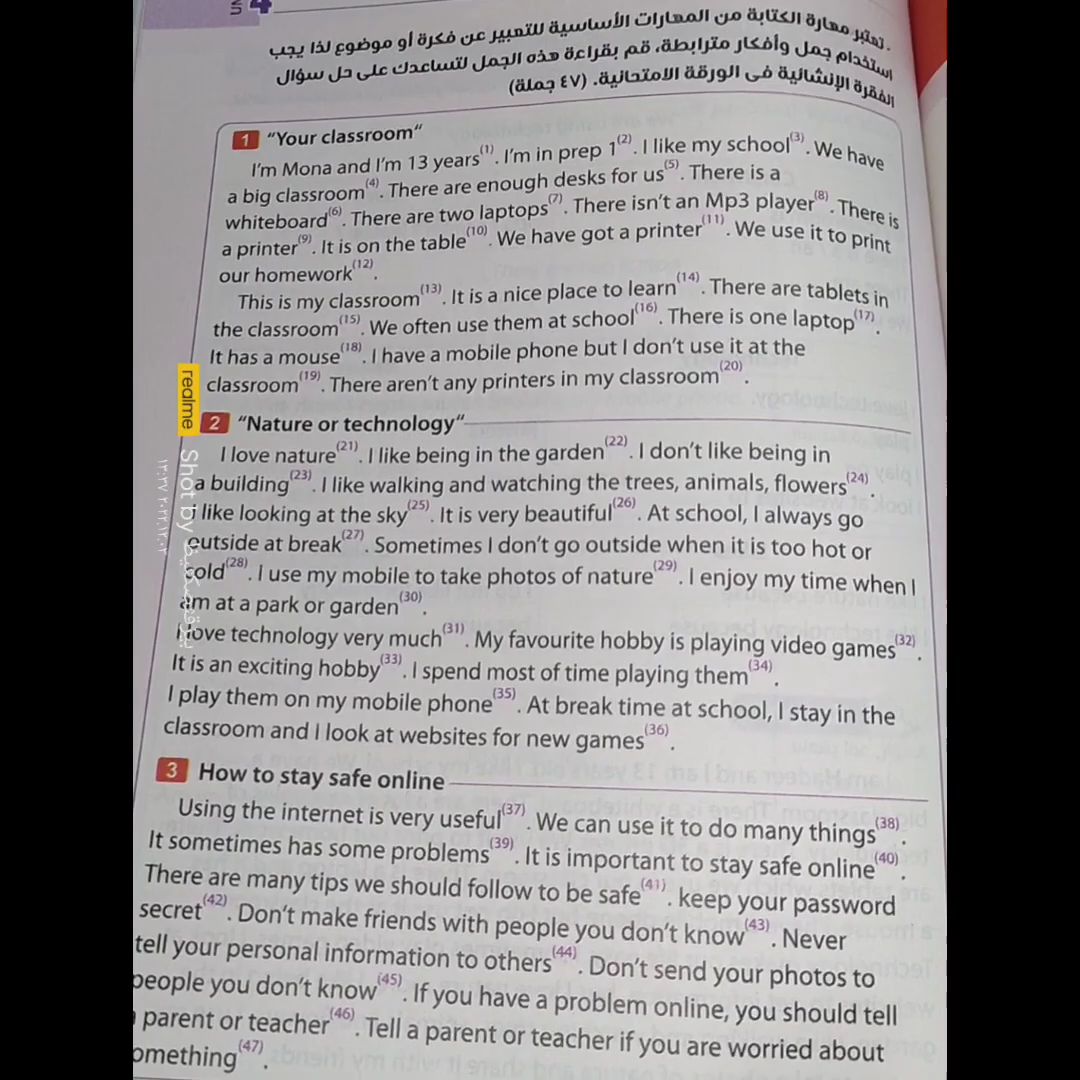 4
. تعتبر مهارة الكتابة من المهارات الأساسية للتعبير عن فكرة أو موضوع لذا يجب
استخدام جمل وأفكار مترابطة، قم بقراءة هذه الجمل لتساعدك على حل سؤال
الفقرة الإنشائية فى الورقة الامتحانية. (٤٧ جملة)
1 “Your classroom“
I'm Mona and I'm 13 years(1). I'm in prep 1(2). I like my school(3). We have
a big classroom(4). There are enough desks for us(5). There is a
whiteboard(6). There are two laptops(7). There isn't an Mp3 player(8). There is
a printer(9). It is on the table(10). We have got a printer(11). We use it to print
our homework(12).
This is my classroom(13). It is a nice place to learn(14). There are tablets in
the classroom(15). We often use them at school(16). There is one laptop(17).
It has a mouse(18). I have a mobile phone but I don't use it at the
classroom(19). There aren't any printers in my classroom(20).
2 “Nature or technology“
I love nature(21). I like being in the garden(22). I don't like being in
a building(23). I like walking and watching the trees, animals, flowers(24).
I like looking at the sky(25). It is very beautiful(26). At school, I always go
outside at break(27). Sometimes I don't go outside when it is too hot or
cold(28). I use my mobile to take photos of nature(29). I enjoy my time when I
am at a park or garden(30).
I love technology very much(31). My favourite hobby is playing video games(32).
It is an exciting hobby(33). I spend most of time playing them(34).
I play them on my mobile phone(35). At break time at school, I stay in the
classroom and I look at websites for new games(36).
3 How to stay safe online
Using the internet is very useful(37). We can use it to do many things(38).
It sometimes has some problems(39). It is important to stay safe online(40).
There are many tips we should follow to be safe(41). keep your password
secret(42). Don't make friends with people you don't know(43). Never
tell your personal information to others(44). Don't send your photos to
people you don't know(45). If you have a problem online, you should tell
a parent or teacher(46). Tell a parent or teacher if you are worried about
omething(47).
realme
Shot by